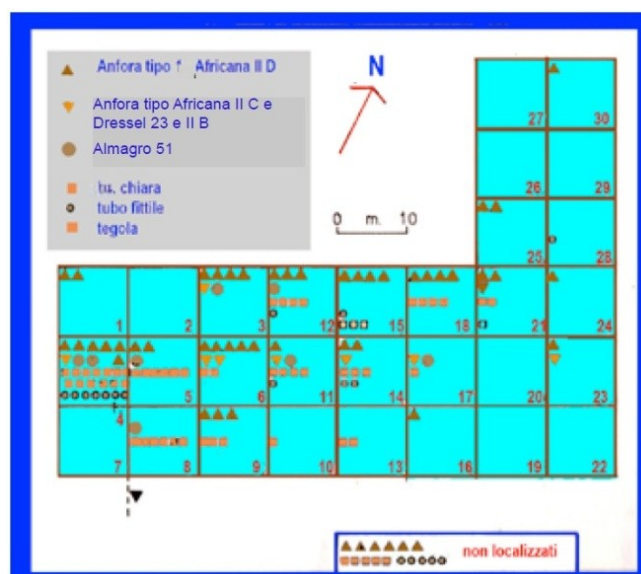 Anfora tipo Africana II D
Anfora tipo Africana II C e
Dressel 23 e II B
Almagro 51
chiara
tubo fittile
tegola
N
0 m. 10
27 30
26 29
25 28
1 2 3 12 15 18 21 24
4 5 6 11 14 17 20 23
7 8 9 10 13 16 19 22
non localizzati